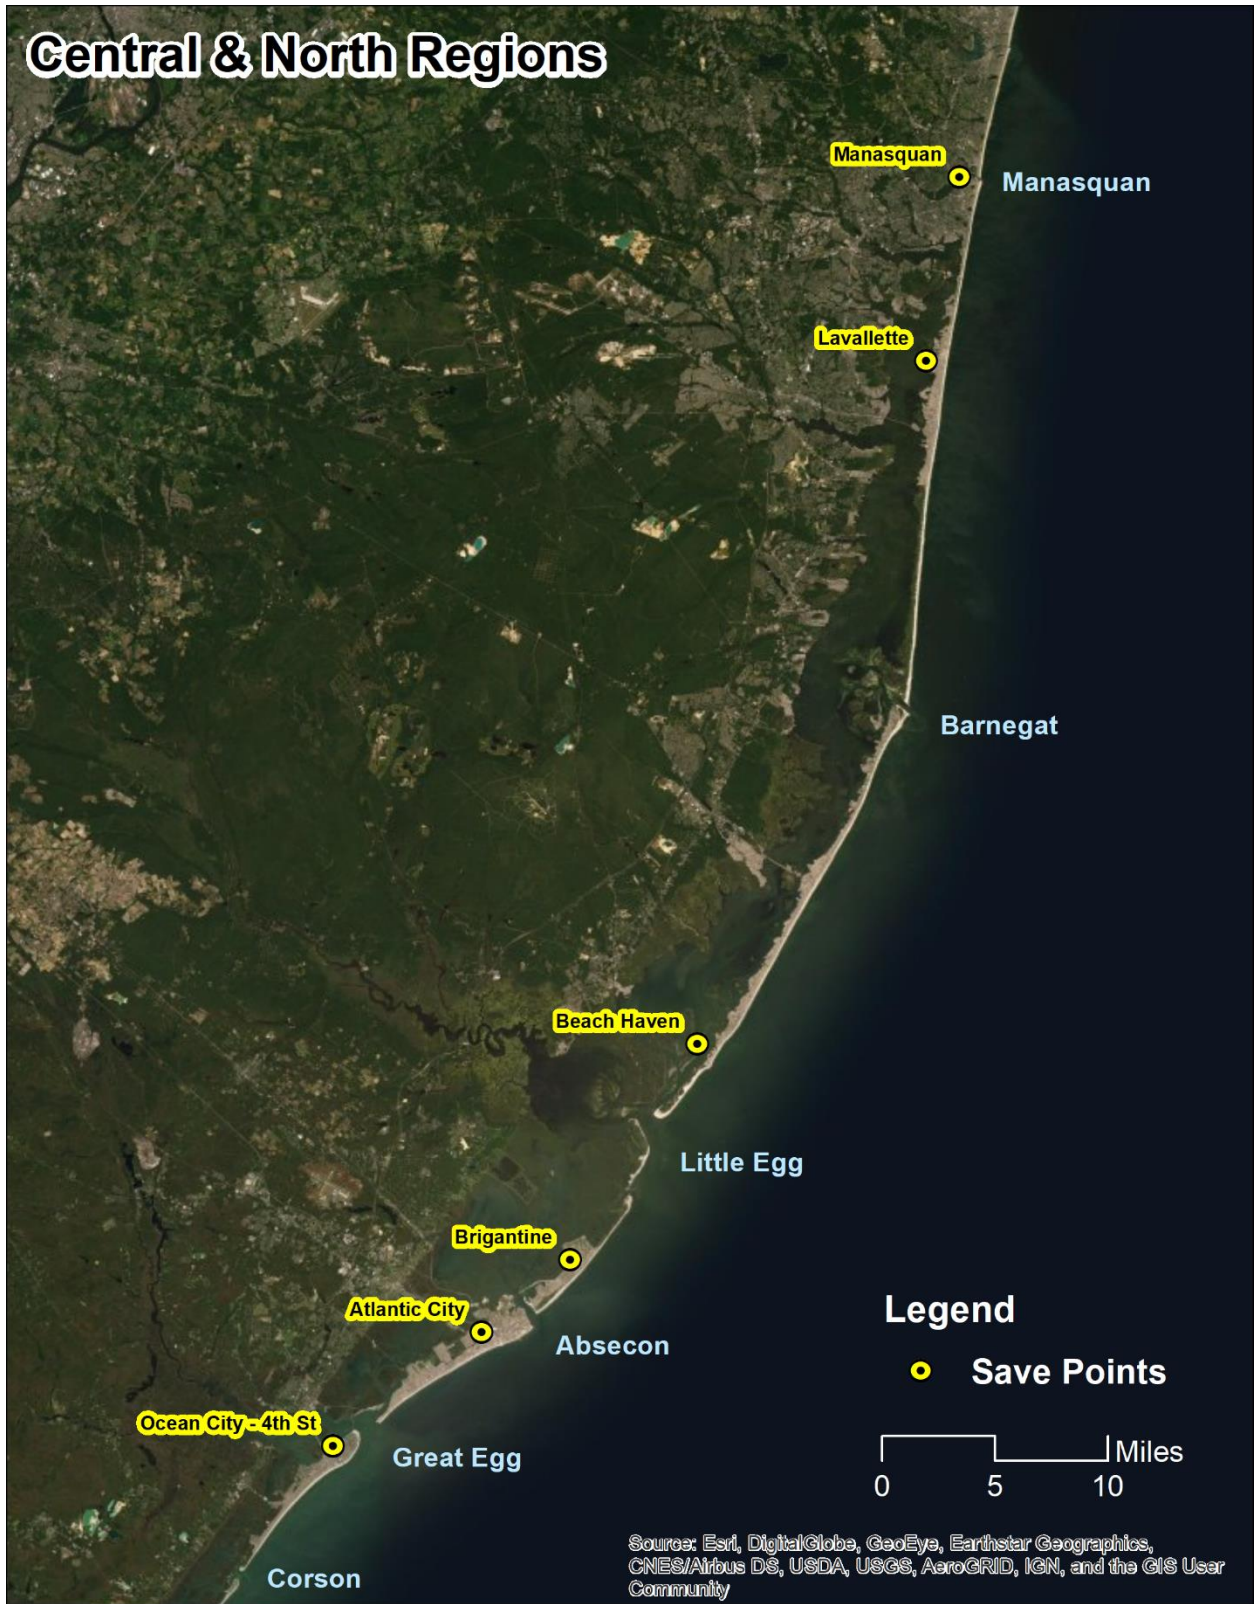 Central & North Regions
Manasquan
Manasquan
Lavallette
Barnegat
Beach Haven
Little Egg
Brigantine
Atlantic City
Absecon
Ocean City - 4th St
Great Egg
Corson
Legend
Save Points
Miles
0 5 10
Source: Esri, DigitalGlobe, GeoEye, Earthstar Geographics,
CNES/Airbus DS, USDA, USGS, AeroGRID, IGN, and the GIS User
Community